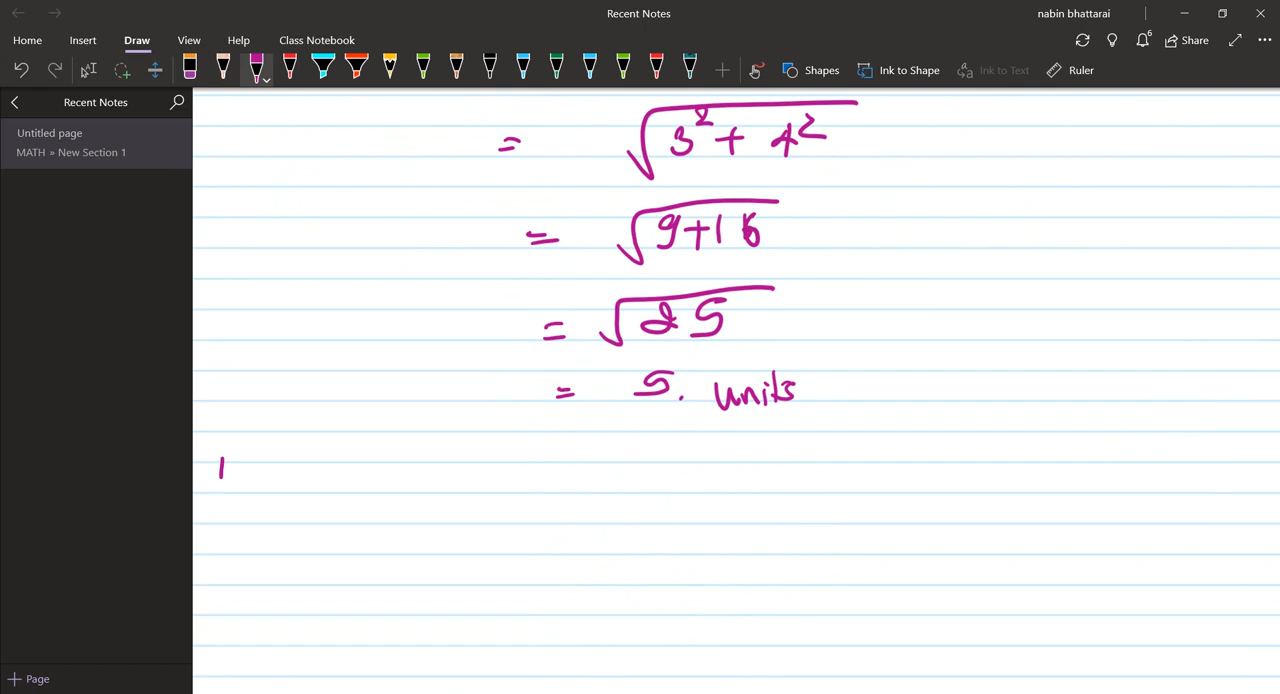 Recent Notes
nabin bhattarai
Home Insert Draw View Help Class Notebook
Share
Shapes Ink to Shape Ink to Text Ruler
Recent Notes
Untitled page
MATH » New Section 1
= √3² + 4²
= √9+16
= √25
= 5. units
Page